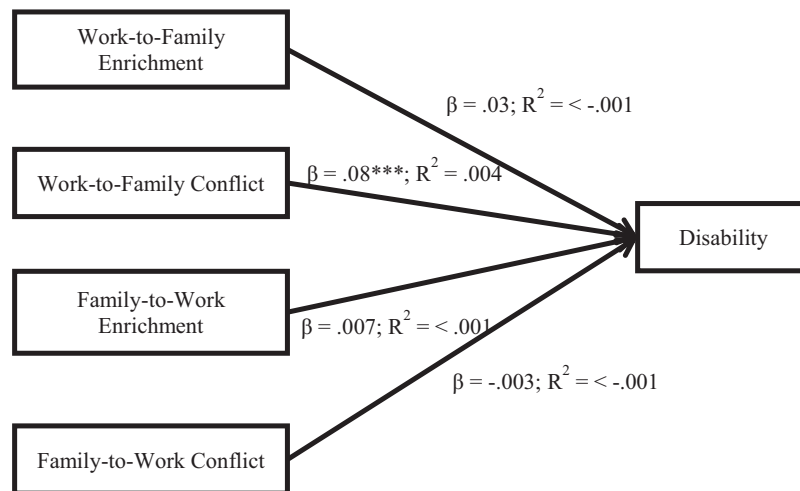 Work-to-Family
Enrichment
β = .03; R² = < -.001
Work-to-Family Conflict
β = .08***; R² = .004
Disability
Family-to-Work
Enrichment
β = .007; R² = < .001
β = -.003; R² = < -.001
Family-to-Work Conflict